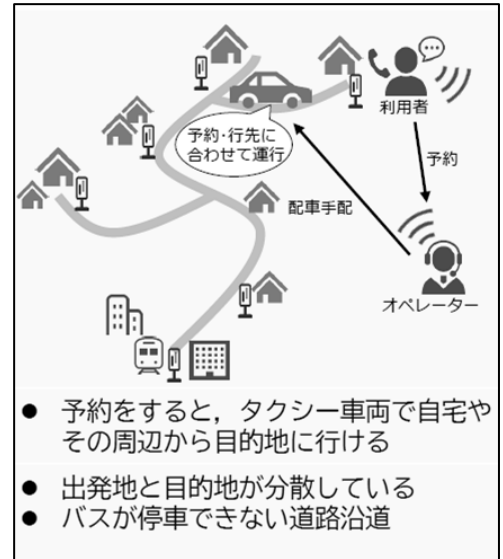 利用者
予約・行先に
合わせて運行
予約
配車手配
オペレーター
● 予約をすると，タクシー車両で自宅や
その周辺から目的地に行ける
● 出発地と目的地が分散している
● バスが停車できない道路沿道